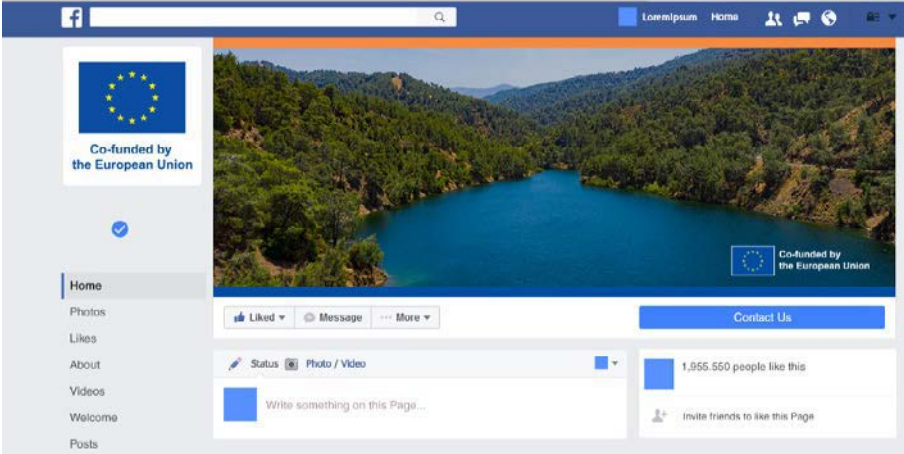 LoremIpsum Home
Co-funded by
the European Union
Co-funded by
the European Union
Home
Photos
Likes
About
Videos
Welcome
Posts
Liked
Message
··· More
Contact Us
Status
Photo / Video
Write something on this Page...
1,955.550 people like this
Invite friends to like this Page